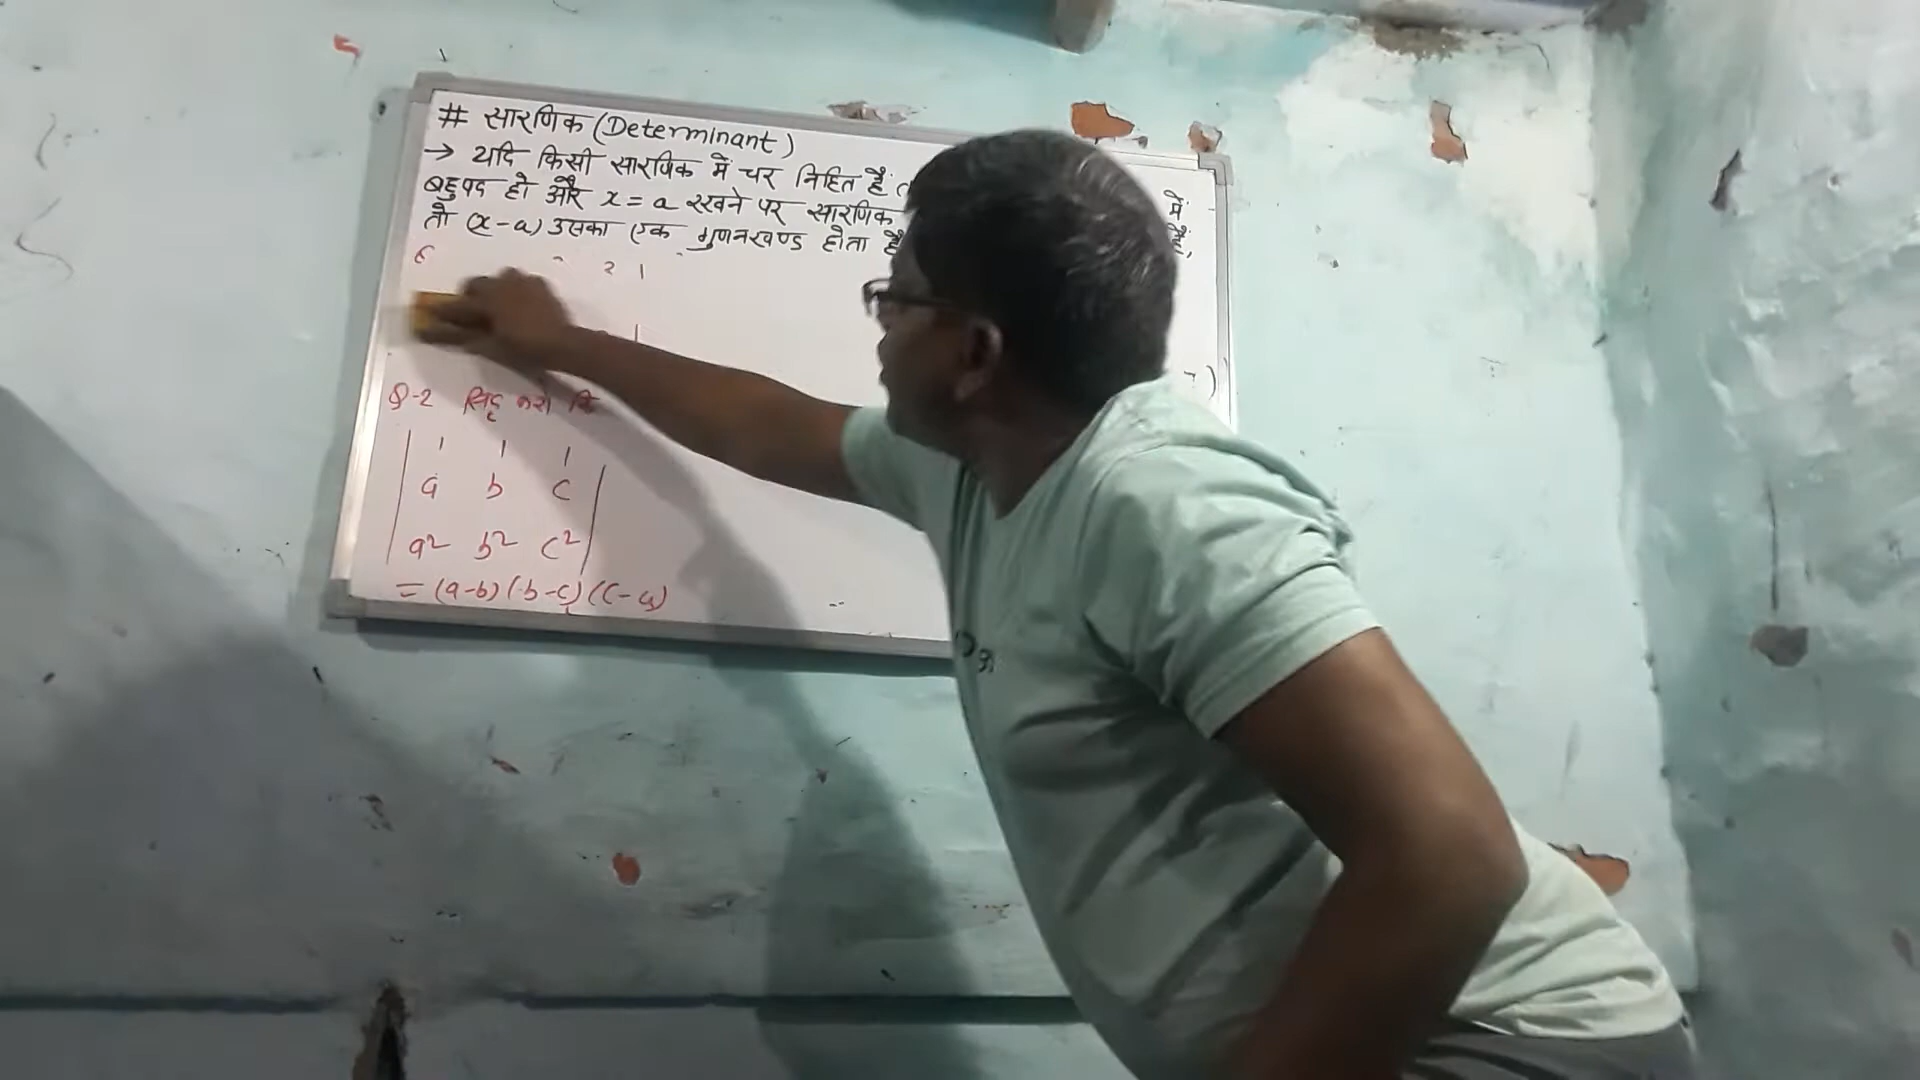 # सारणिक (Determinant)
→ यदि किसी सारणिक में चर निहित है में
बहुपद हो और x = a रखने पर सारणिक है,
तो (x-a) उसका एक गुणनखण्ड होता है
Q-2 सिद्ध करो कि
1 1 1
a b c
a² b² c²
= (a-b)(b-c)(c-a)